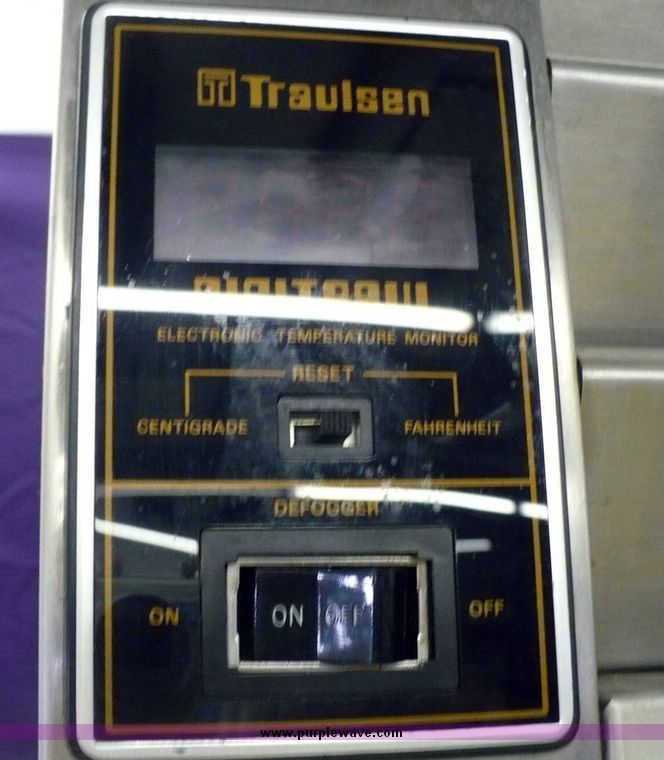 Traulsen
ELECTRONIC TEMPERATURE MONITOR
RESET
CENTIGRADE FAHRENHEIT
DEFOGGER
ON ON OFF OFF
www.purplewave.com